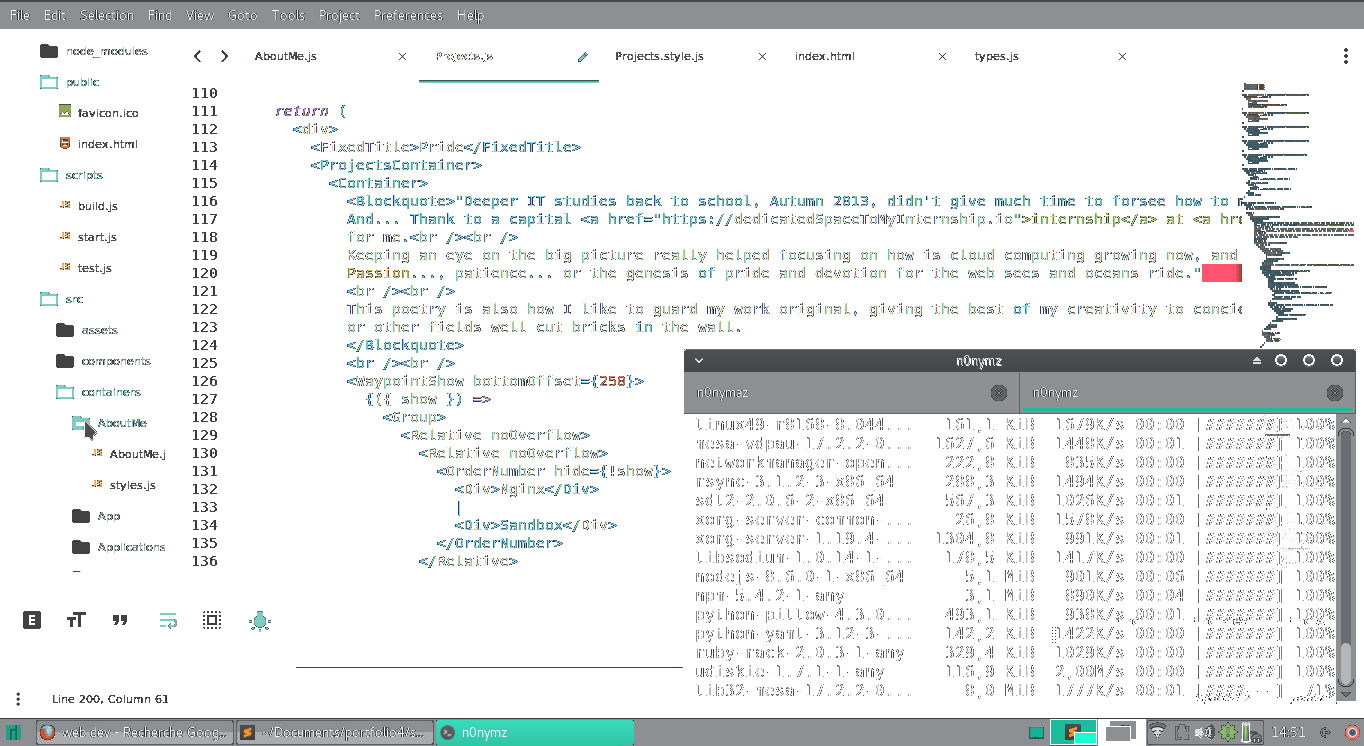 File Edit Selection Find View Goto Tools Project Preferences Help
node_modules
public
favicon.ico
index.html
scripts
build.js
start.js
test.js
src
assets
components
containers
AboutMe
AboutMe.j
styles.js
App
Applications
AboutMe.js Projects.js Projects.style.js index.html types.js
110
111 return (
112 <div>
113 <FixedTitle>Pride</FixedTitle>
114 <ProjectsContainer>
115 <Container>
116 <Blockquote>"Deeper IT studies back to school, Autumn 2013, didn't give much time to forsee how to
117 And... Thank to a capital <a href="https://dedicatedSpaceToMyInternship.io">internship</a> at <a hr
118 for me.<br /><br />
119 Keeping an eye on the big picture really helped focusing on how is cloud computing growing now, and
120 Passion..., patience... or the genesis of pride and devotion for the web sees and oceans ride."
121 <br /><br />
122 This poetry is also how I like to guard my work original, giving the best of my creativity to concie
123 or other fields well cut bricks in the wall.
124 </Blockquote>
125 <br /><br />
126 <WaypointShow bottomOffset={258}>
127 {({ show }) =>
128 <Group>
129 <Relative noOverflow>
130 <Relative noOverflow>
131 <OrderNumber hide={!show}>
132 <Div>Nginx</Div>
133 |
134 <Div>Sandbox</Div>
135 </OrderNumber>
136 </Relative>
n0nymz
n0nymaz n0nymz
linux49-r8168-8.044... 161,1 KiB 1679K/s 00:00 [#######] 100%
mesa-vdpau-17.2.2-0... 1627,6 KiB 1448K/s 00:01 [#######] 100%
networkmanager-open... 222,8 KiB 835K/s 00:00 [#######] 100%
rsync-3.1.2-3-x86_64 288,3 KiB 1494K/s 00:00 [#######] 100%
sdl2-2.0.6-2-x86_64 567,3 KiB 1026K/s 00:01 [#######] 100%
xorg-server-common-... 26,8 KiB 1578K/s 00:00 [#######] 100%
xorg-server-1.19.4-... 1304,8 KiB 991K/s 00:01 [#######] 100%
libsodium-1.0.14-1-... 178,5 KiB 1417K/s 00:00 [#######] 100%
nodejs-8.6.0-1-x86_64 5,1 MiB 901K/s 00:06 [#######] 100%
npm-5.4.2-1-any 3,1 MiB 890K/s 00:04 [#######] 100%
python-pillow-4.3.0... 493,1 KiB 938K/s 00:01 [#######] 100%
python-yaml-3.12-3-... 142,2 KiB 1422K/s 00:00 [#######] 100%
ruby-rack-2.0.3-1-any 329,4 KiB 1029K/s 00:00 [#######] 100%
udiskie-1.7.1-1-any 116,9 KiB 2,00M/s 00:00 [#######] 100%
lib32-mesa-17.2.2-0... 8,0 MiB 1777K/s 00:01 [####,--] 71%
Line 200, Column 61
web dev - Recherche Goog... ~/Documents/portfolio4/s... n0nymz 14:51